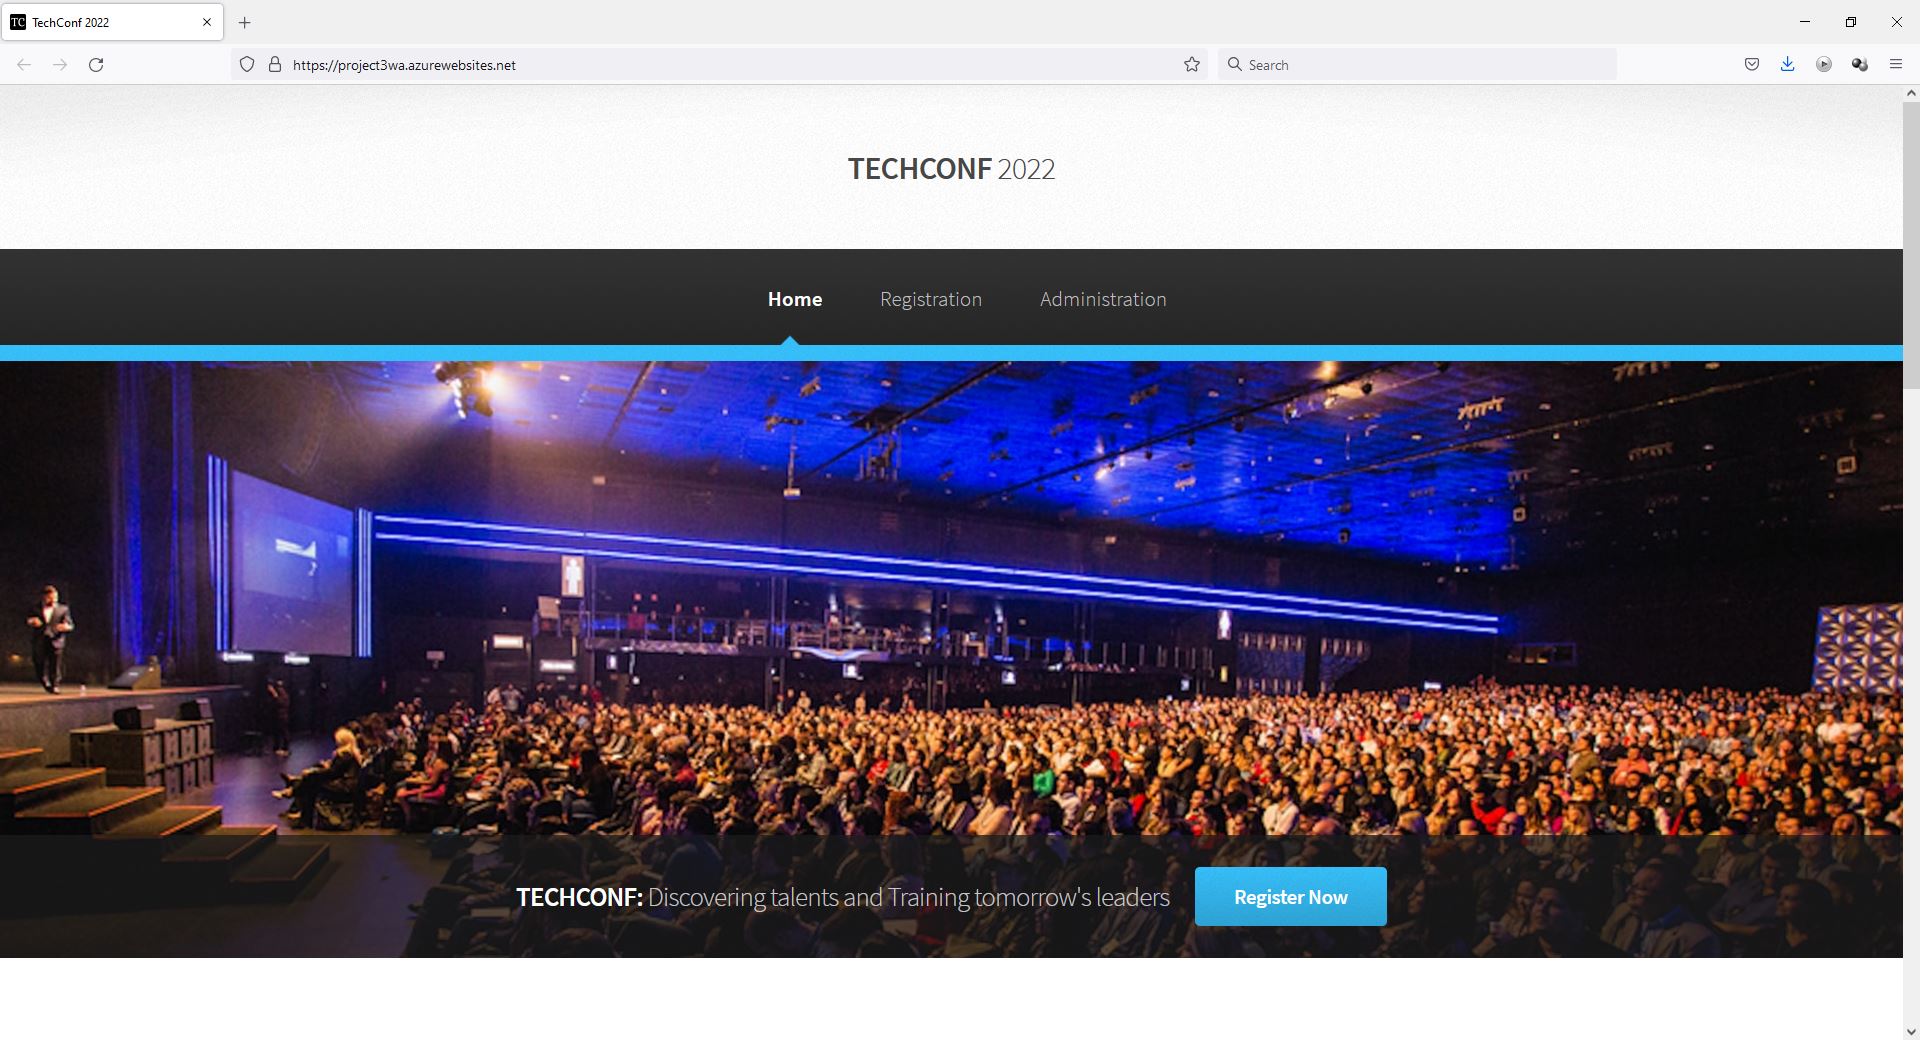 TC TechConf 2022
https://project3wa.azurewebsites.net
Search
TECHCONF 2022
Home Registration Administration
TECHCONF: Discovering talents and Training tomorrow's leaders
Register Now